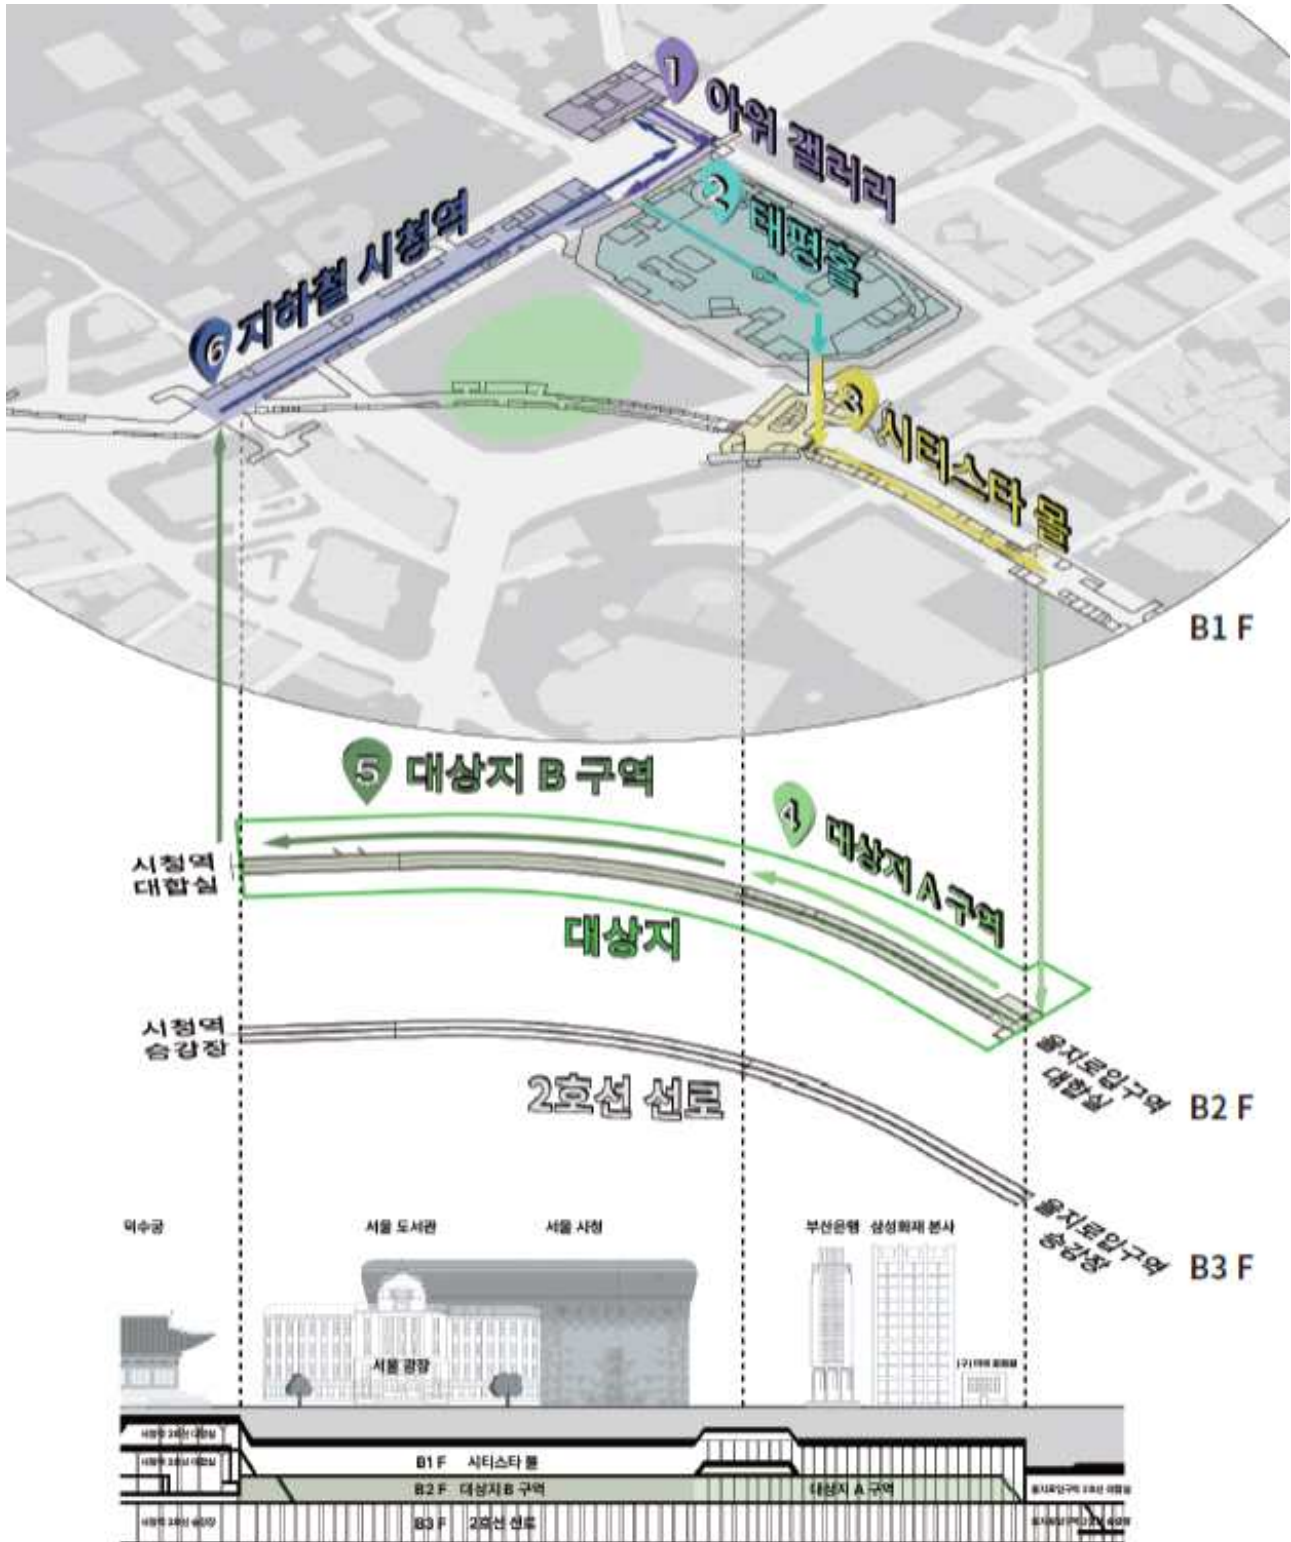 1
아워 갤러리
2
태평홀
6
지하철 시청역
3
시티스타 몰
B1 F
5
대상지 B 구역
4
대상지 A 구역
시청역
대합실
대상지
시청역
승강장
을지로입구역
대합실
B2 F
2호선 선로
을지로입구역
승강장
B3 F
덕수궁
서울 도서관
서울 시청
부산은행
삼성화재 본사
서울 광장
B1 F 시티스타 몰
B2 F 대상지 B 구역
대상지 A 구역
B3 F 2호선 선로